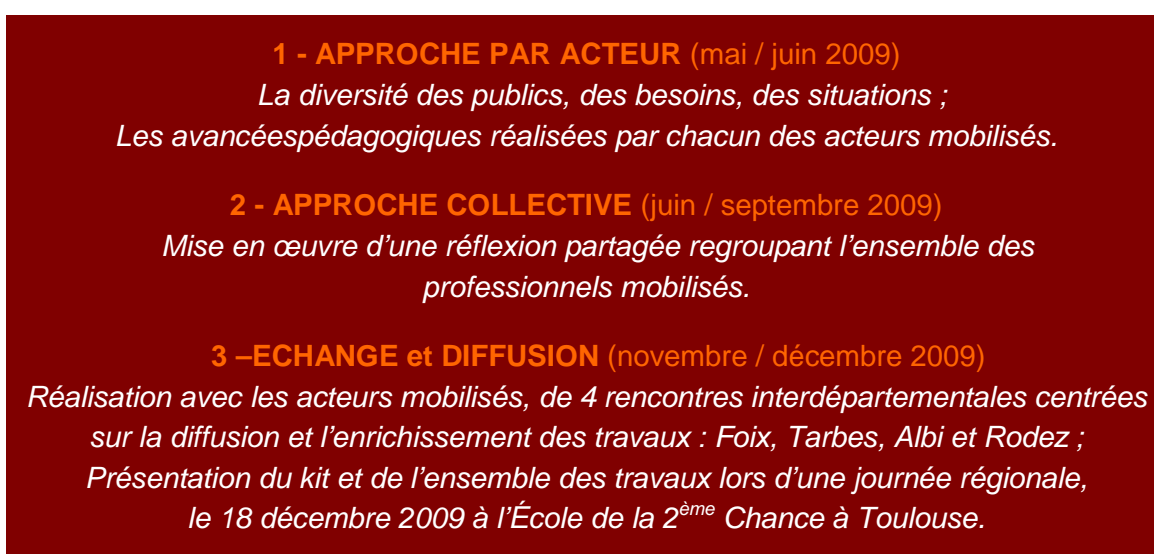 1 - APPROCHE PAR ACTEUR (mai / juin 2009)
La diversité des publics, des besoins, des situations ;
Les avancéespédagogiques réalisées par chacun des acteurs mobilisés.
2 - APPROCHE COLLECTIVE (juin / septembre 2009)
Mise en œuvre d’une réflexion partagée regroupant l’ensemble des
professionnels mobilisés.
3 –ECHANGE et DIFFUSION (novembre / décembre 2009)
Réalisation avec les acteurs mobilisés, de 4 rencontres interdépartementales centrées
sur la diffusion et l’enrichissement des travaux : Foix, Tarbes, Albi et Rodez ;
Présentation du kit et de l’ensemble des travaux lors d’une journée régionale,
le 18 décembre 2009 à l’École de la 2ème Chance à Toulouse.